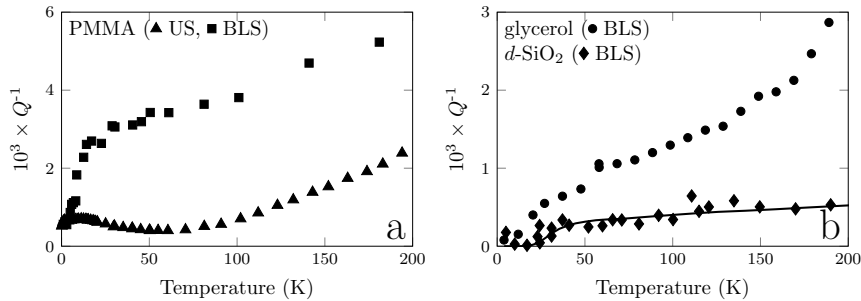 PMMA (▲ US, ■ BLS)
6
4
2
0
10³ × Q⁻¹
0 50 100 150 200
Temperature (K)
a
glycerol (● BLS)
d-SiO₂ (♦ BLS)
3
2
1
0
10³ × Q⁻¹
0 50 100 150 200
Temperature (K)
b